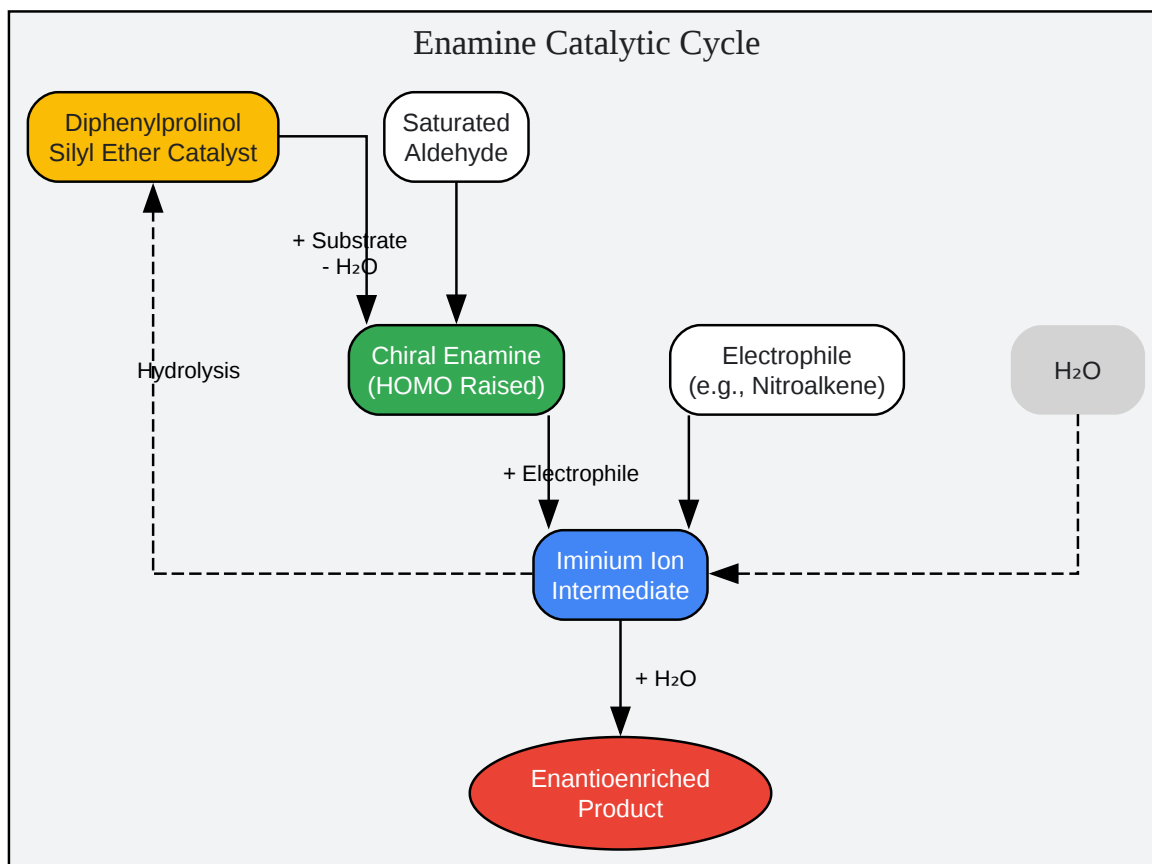 Enamine Catalytic Cycle
Diphenylprolinol
Silyl Ether Catalyst
Saturated
Aldehyde
+ Substrate
- H₂O
Chiral Enamine
(HOMO Raised)
Electrophile
(e.g., Nitroalkene)
H₂O
Hydrolysis
+ Electrophile
Iminium Ion
Intermediate
+ H₂O
Enantioenriched
Product